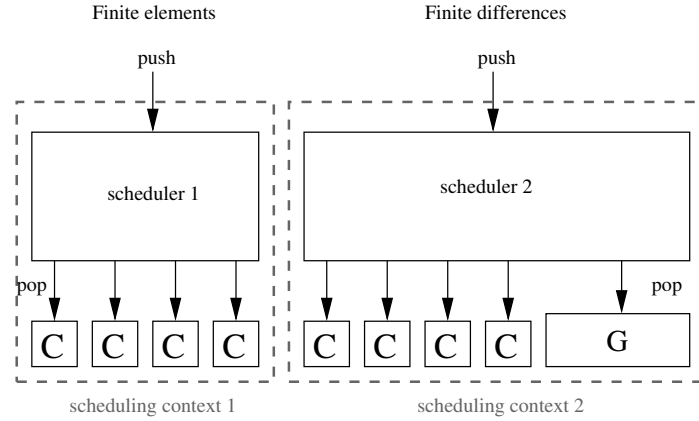 Finite elements
Finite differences
push
push
scheduler 1
scheduler 2
pop
pop
C C C C
C C C C G
scheduling context 1
scheduling context 2